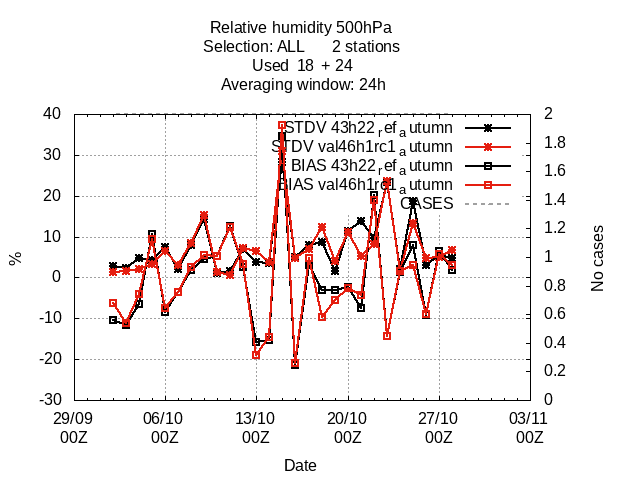 Relative humidity 500hPa
Selection: ALL 2 stations
Used 18 + 24
Averaging window: 24h
40
30
20
10
0
-10
-20
-30
%
2
1.8
1.6
1.4
1.2
1
0.8
0.6
0.4
0.2
0
No cases
STDV 43h22_ref_autumn
STDV val46h1rc1_autumn
BIAS 43h22_ref_autumn
BIAS val46h1rc1_autumn
CASES
29/09 06/10 13/10 20/10 27/10 03/11
00Z 00Z 00Z 00Z 00Z 00Z
Date